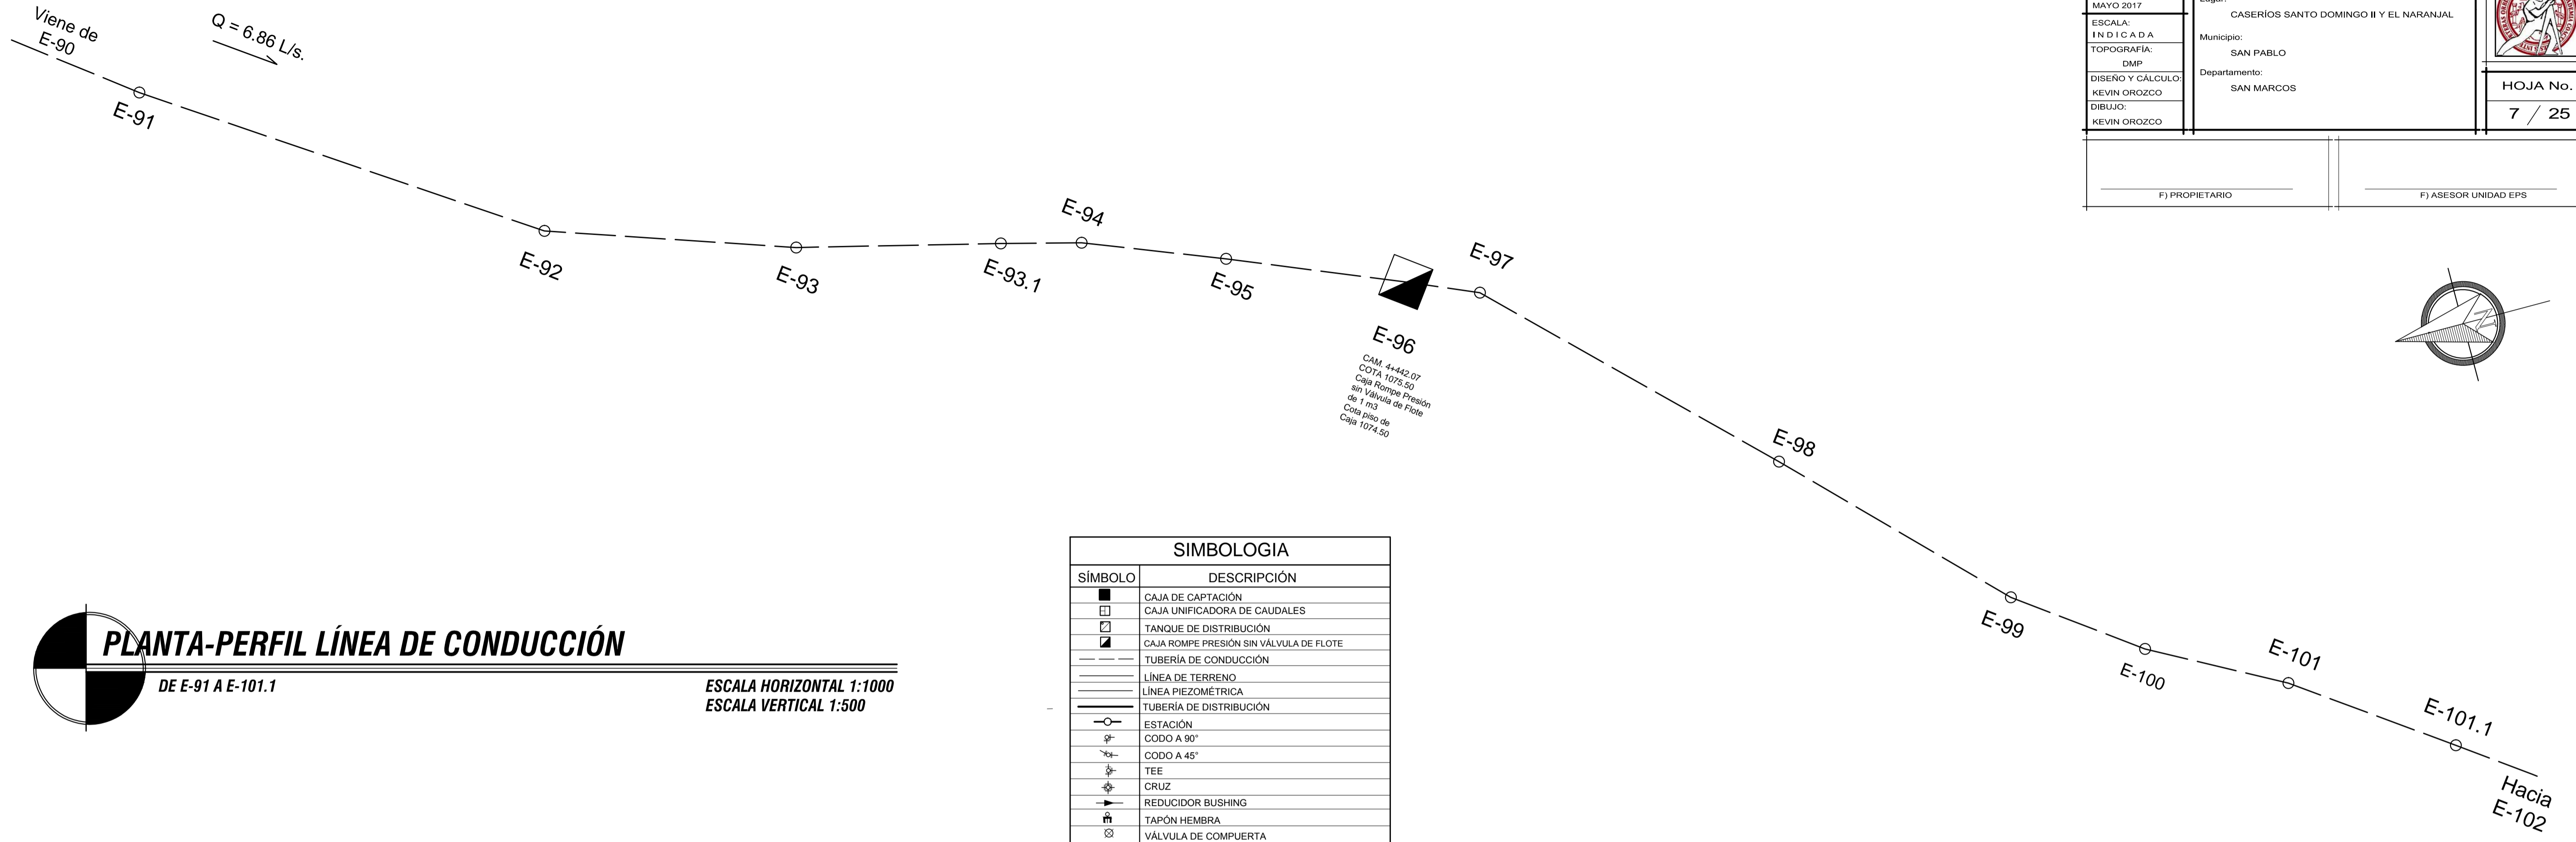 Viene de
E-90
Q = 6.86 L/s.
E-91
E-92
E-93
E-93.1
E-94
E-95
E-96
CAM. 4+442.07
COTA 1075.50
Caja Rompe Presión
sin Válvula de Flote
de 1 m3
Cota piso de
Caja 1074.50
E-97
E-98
E-99
E-100
E-101
E-101.1
Hacia
E-102
MAYO 2017
ESCALA:
INDICADA
TOPOGRAFÍA:
DMP
DISEÑO Y CÁLCULO:
KEVIN OROZCO
DIBUJO:
KEVIN OROZCO
CASERÍOS SANTO DOMINGO II Y EL NARANJAL
Municipio:
SAN PABLO
Departamento:
SAN MARCOS
HOJA No.
7 / 25
F) PROPIETARIO
F) ASESOR UNIDAD EPS
N
PLANTA-PERFIL LÍNEA DE CONDUCCIÓN
DE E-91 A E-101.1
ESCALA HORIZONTAL 1:1000
ESCALA VERTICAL 1:500
SIMBOLOGIA
SÍMBOLO DESCRIPCIÓN
CAJA DE CAPTACIÓN
CAJA UNIFICADORA DE CAUDALES
TANQUE DE DISTRIBUCIÓN
CAJA ROMPE PRESIÓN SIN VÁLVULA DE FLOTE
TUBERÍA DE CONDUCCIÓN
LÍNEA DE TERRENO
LÍNEA PIEZOMÉTRICA
TUBERÍA DE DISTRIBUCIÓN
ESTACIÓN
CODO A 90°
CODO A 45°
TEE
CRUZ
REDUCIDOR BUSHING
TAPÓN HEMBRA
VÁLVULA DE COMPUERTA